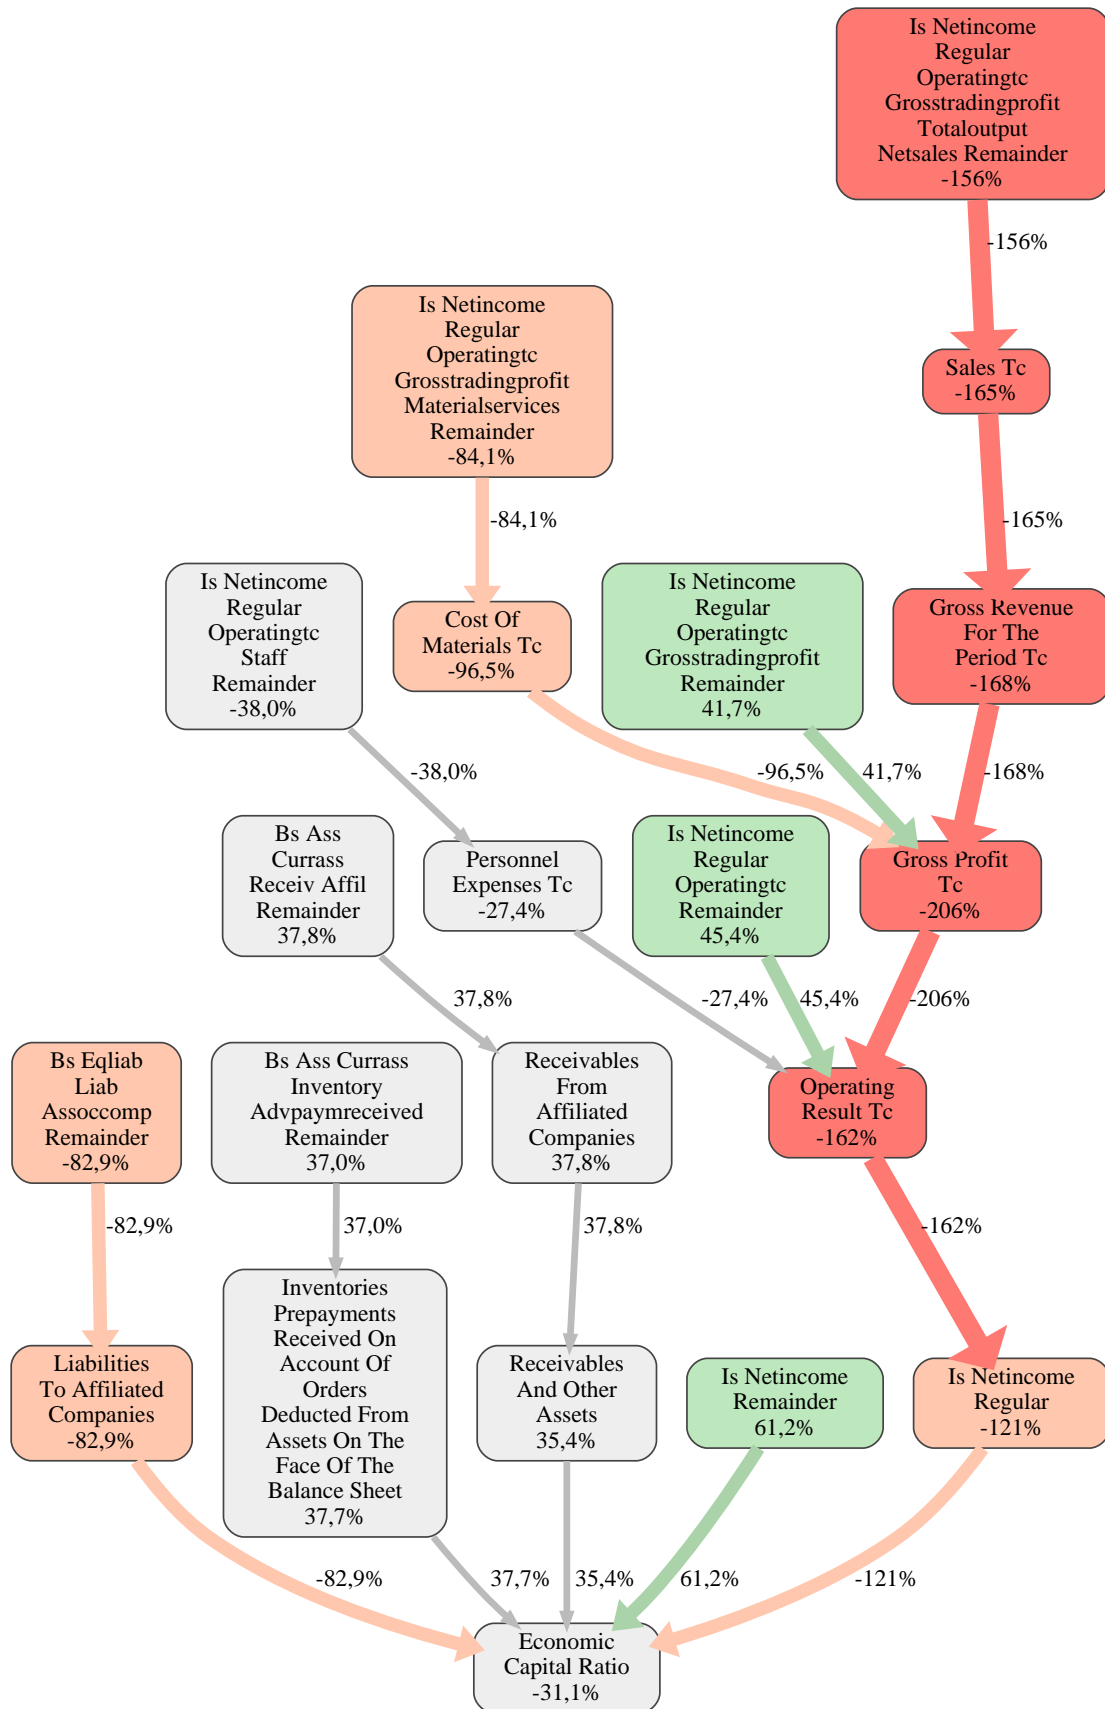 Is Netincome
Regular
Operatingtc
Grosstradingprofit
Totaloutput
Netsales Remainder
-156%
-156%
Is Netincome
Regular
Operatingtc
Grosstradingprofit
Materialservices
Remainder
-84,1%
Sales Tc
-165%
-84,1%
-165%
Is Netincome
Regular
Operatingtc
Staff
Remainder
-38,0%
Cost Of
Materials Tc
-96,5%
Is Netincome
Regular
Operatingtc
Grosstradingprofit
Remainder
41,7%
Gross Revenue
For The
Period Tc
-168%
-38,0%
-96,5%
41,7%
-168%
Bs Ass
Currass
Receiv Affil
Remainder
37,8%
Personnel
Expenses Tc
-27,4%
Is Netincome
Regular
Operatingtc
Remainder
45,4%
Gross Profit
Tc
-206%
37,8%
-27,4%
45,4%
-206%
Bs Eqliab
Liab
Assoccomp
Remainder
-82,9%
Bs Ass Currass
Inventory
Advpaymreceived
Remainder
37,0%
Receivables
From
Affiliated
Companies
37,8%
Operating
Result Tc
-162%
-82,9%
37,0%
37,8%
-162%
Liabilities
To Affiliated
Companies
-82,9%
Inventories
Prepayments
Received On
Account Of
Orders
Deducted From
Assets On The
Face Of The
Balance Sheet
37,7%
Receivables
And Other
Assets
35,4%
Is Netincome
Remainder
61,2%
Is Netincome
Regular
-121%
-82,9%
37,7%
35,4%
61,2%
-121%
Economic
Capital Ratio
-31,1%